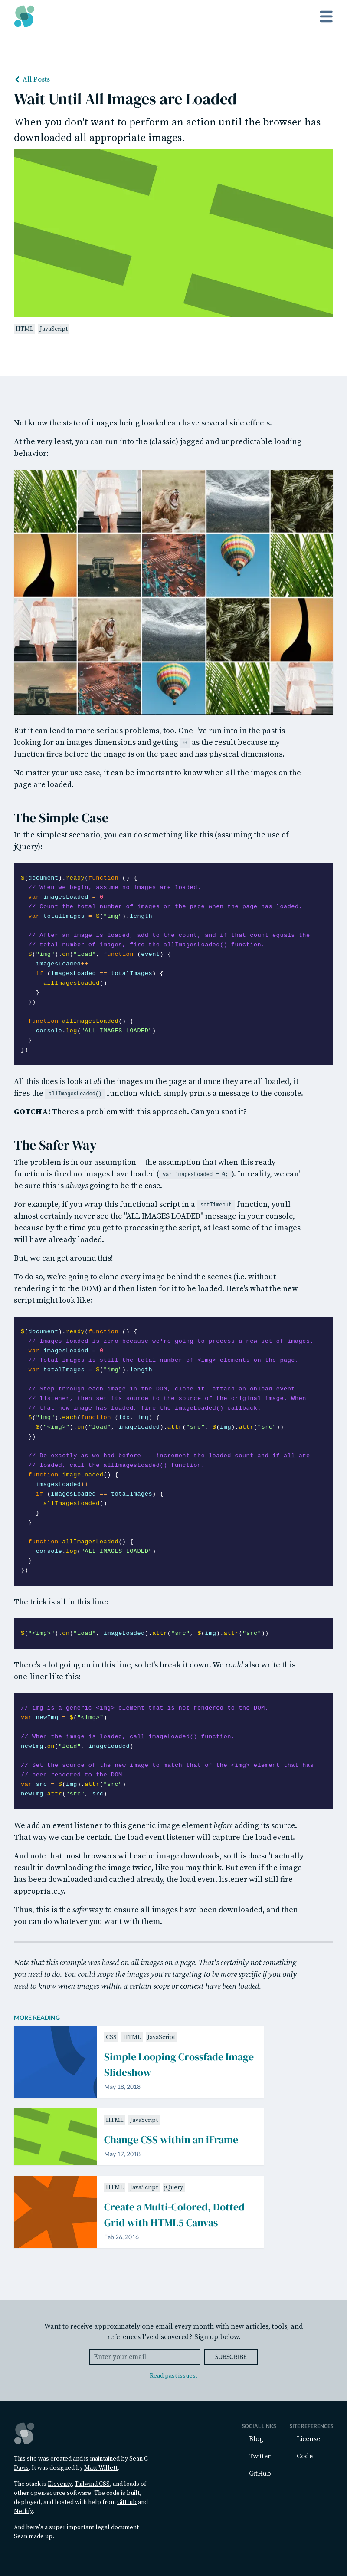 All Posts
Wait Until All Images are Loaded
When you don't want to perform an action until the browser has
downloaded all appropriate images.
HTML JavaScript
Not know the state of images being loaded can have several side effects.
At the very least, you can run into the (classic) jagged and unpredictable loading
behavior:
But it can lead to more serious problems, too. One I've run into in the past is
looking for an images dimensions and getting 0 as the result because my
function fires before the image is on the page and has physical dimensions.
No matter your use case, it can be important to know when all the images on the
page are loaded.
The Simple Case
In the simplest scenario, you can do something like this (assuming the use of
jQuery):
$(document).ready(function () {
// When we begin, assume no images are loaded.
var imagesLoaded = 0
// Count the total number of images on the page when the page has loaded.
var totalImages = $("img").length
// After an image is loaded, add to the count, and if that count equals the
// total number of images, fire the allImagesLoaded() function.
$("img").on("load", function (event) {
imagesLoaded++
if (imagesLoaded == totalImages) {
allImagesLoaded()
}
})
function allImagesLoaded() {
console.log("ALL IMAGES LOADED")
}
})
All this does is look at all the images on the page and once they are all loaded, it
fires the allImagesLoaded() function which simply prints a message to the console.
GOTCHA! There's a problem with this approach. Can you spot it?
The Safer Way
The problem is in our assumption -- the assumption that when this ready
function is fired no images have loaded ( var imagesLoaded = 0; ). In reality, we can't
be sure this is always going to be the case.
For example, if you wrap this functional script in a setTimeout function, you'll
almost certainly never see the "ALL IMAGES LOADED" message in your console,
because by the time you get to processing the script, at least some of the images
will have already loaded.
But, we can get around this!
To do so, we're going to clone every image behind the scenes (i.e. without
rendering it to the DOM) and then listen for it to be loaded. Here's what the new
script might look like:
$(document).ready(function () {
// Images loaded is zero because we're going to process a new set of images.
var imagesLoaded = 0
// Total images is still the total number of <img> elements on the page.
var totalImages = $("img").length
// Step through each image in the DOM, clone it, attach an onload event
// listener, then set its source to the source of the original image. When
// that new image has loaded, fire the imageLoaded() callback.
$("img").each(function (idx, img) {
$("<img>").on("load", imageLoaded).attr("src", $(img).attr("src"))
})
// Do exactly as we had before -- increment the loaded count and if all are
// loaded, call the allImagesLoaded() function.
function imageLoaded() {
imagesLoaded++
if (imagesLoaded == totalImages) {
allImagesLoaded()
}
}
function allImagesLoaded() {
console.log("ALL IMAGES LOADED")
}
})
The trick is all in this line:
$("<img>").on("load", imageLoaded).attr("src", $(img).attr("src"))
There's a lot going on in this line, so let's break it down. We could also write this
one-liner like this:
// img is a generic <img> element that is not rendered to the DOM.
var newImg = $("<img>")
// When the image is loaded, call imageLoaded() function.
newImg.on("load", imageLoaded)
// Set the source of the new image to match that of the <img> element that has
// been rendered to the DOM.
var src = $(img).attr("src")
newImg.attr("src", src)
We add an event listener to this generic image element before adding its source.
That way we can be certain the load event listener will capture the load event.
And note that most browsers will cache image downloads, so this doesn't actually
result in downloading the image twice, like you may think. But even if the image
has been downloaded and cached already, the load event listener will still fire
appropriately.
Thus, this is the safer way to ensure all images have been downloaded, and then
you can do whatever you want with them.
Note that this example was based on all images on a page. That's certainly not something
you need to do. You could scope the images you're targeting to be more specific if you only
need to know when images within a certain scope or context have been loaded.
MORE READING
CSS HTML JavaScript
Simple Looping Crossfade Image
Slideshow
May 18, 2018
HTML JavaScript
Change CSS within an iFrame
May 17, 2018
HTML JavaScript jQuery
Create a Multi-Colored, Dotted
Grid with HTML5 Canvas
Feb 26, 2016
Want to receive approximately one email every month with new articles, tools, and
references I've discovered? Sign up below.
Enter your email SUBSCRIBE
Read past issues.
This site was created and is maintained by Sean C
Davis. It was designed by Matt Willett.
The stack is Eleventy, Tailwind CSS, and loads of
other open-source software. The code is built,
deployed, and hosted with help from GitHub and
Netlify.
And here's a super important legal document
Sean made up.
SOCIAL LINKS
Blog
Twitter
GitHub
SITE REFERENCES
License
Code